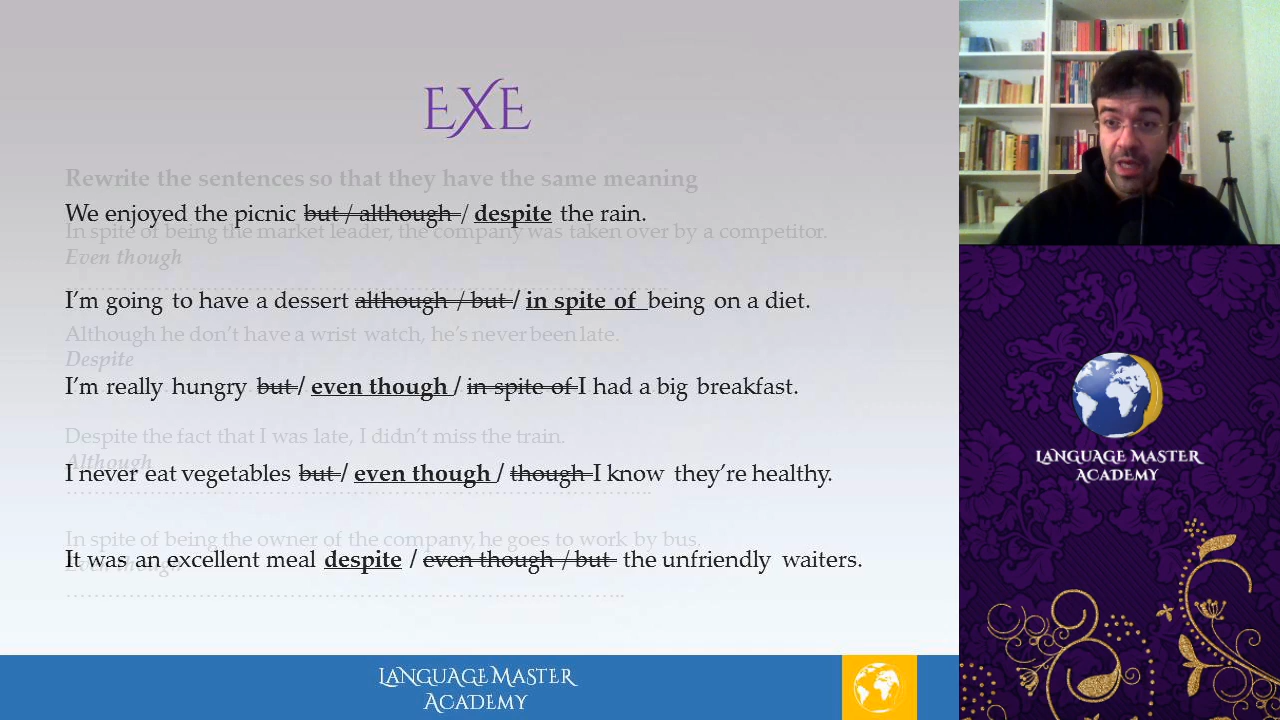 EXE
Rewrite the sentences so that they have the same meaning
We enjoyed the picnic but / although / despite the rain.
In spite of being the market leader, the company was taken over by a competitor.
Even though
I'm going to have a dessert although / but / in spite of being on a diet.
Although he don't have a wrist watch, he's never been late.
Despite
I'm really hungry but / even though / in spite of I had a big breakfast.
Despite the fact that I was late, I didn't miss the train.
Although
I never eat vegetables but / even though / though I know they're healthy.
In spite of being the owner of the company, he goes to work by bus.
It was an excellent meal despite / even though / but the unfriendly waiters.
Even though
LANGUAGE MASTER
ACADEMY
LANGUAGE MASTER
ACADEMY